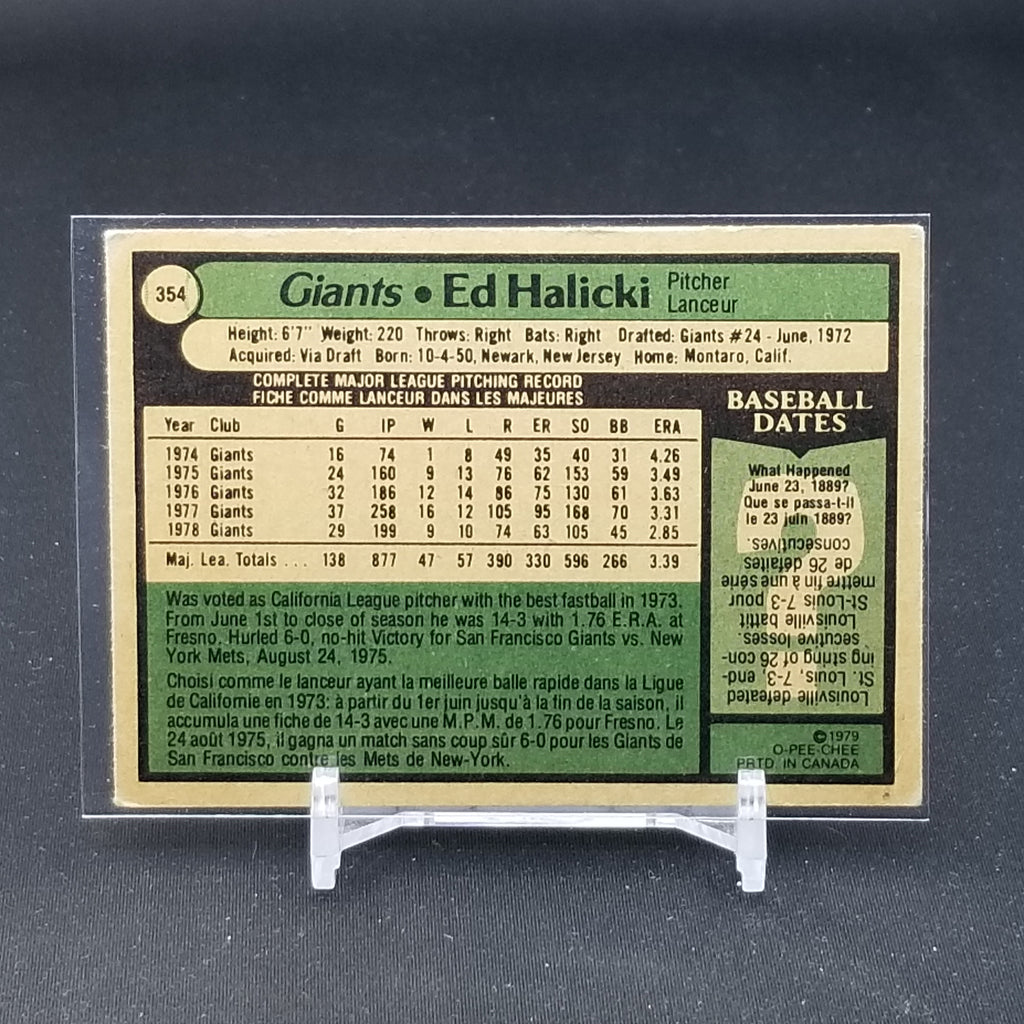 354
Giants • Ed Halicki Pitcher
Lanceur
Height: 6'7" Weight: 220 Throws: Right Bats: Right Drafted: Giants #24 - June, 1972
Acquired: Via Draft Born: 10-4-50, Newark, New Jersey Home: Montaro, Calif.
COMPLETE MAJOR LEAGUE PITCHING RECORD
FICHE COMME LANCEUR DANS LES MAJEURES
Year Club G IP W L R ER SO BB ERA
1974 Giants 16 74 1 8 49 35 40 31 4.26
1975 Giants 24 160 9 13 76 62 153 59 3.49
1976 Giants 32 186 12 14 86 75 130 61 3.63
1977 Giants 37 258 16 12 105 95 168 70 3.31
1978 Giants 29 199 9 10 74 63 105 45 2.85
Maj. Lea. Totals ... 138 877 47 57 390 330 596 266 3.39
Was voted as California League pitcher with the best fastball in 1973.
From June 1st to close of season he was 14-3 with 1.76 E.R.A. at
Fresno. Hurled 6-0, no-hit Victory for San Francisco Giants vs. New
York Mets, August 24, 1975.
Choisi comme le lanceur ayant la meilleure balle rapide dans la Ligue
de Californie en 1973: à partir du 1er juin jusqu'à la fin de la saison, il
accumula une fiche de 14-3 avec une M.P.M. de 1.76 pour Fresno. Le
24 août 1975, il gagna un match sans coup sûr 6-0 pour les Giants de
San Francisco contre les Mets de New-York.
BASEBALL
DATES
What Happened
June 23, 1889?
Que se passa-t-il
le 23 juin 1889?
Louisville defeated
St. Louis, 7-3, end-
ing string of 26 con-
secutive losses.
Louisville battit
St-Louis 7-3 pour
mettre fin à une série
de 26 défaites
consécutives.
©1979
O-PEE-CHEE
PRTD. IN CANADA